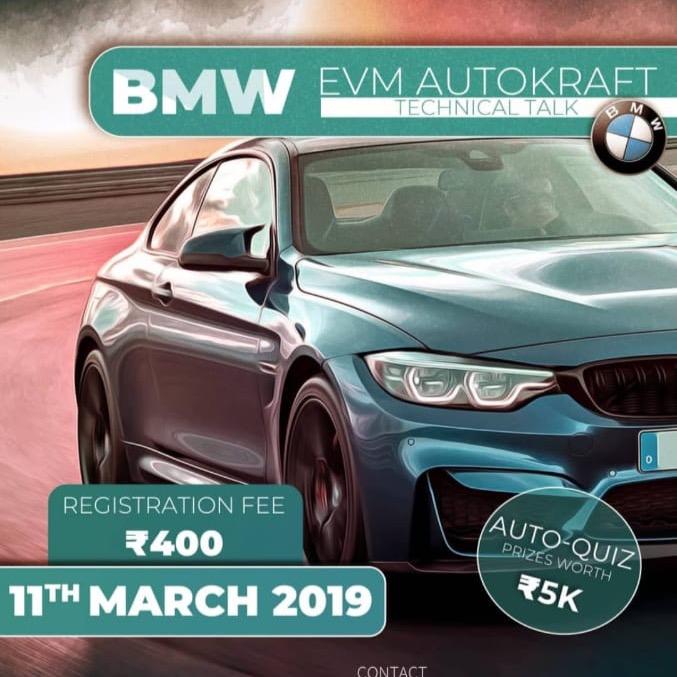 BMW
EVM AUTOKRAFT
TECHNICAL TALK
BMW
REGISTRATION FEE
₹400
11TH MARCH 2019
AUTO-QUIZ
PRIZES WORTH
₹5K
D
CONTACT